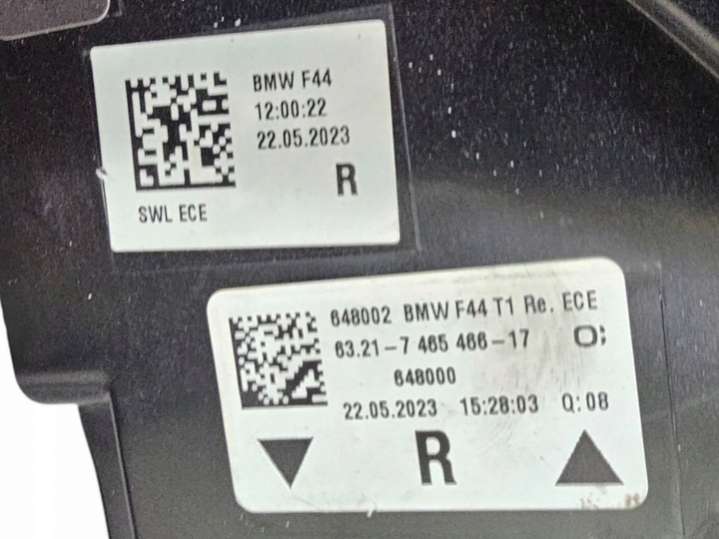 BMW F44
12:00:22
22.05.2023
R
SWL ECE
648002 BMW F44 T1 Re. ECE
63.21-7 465 466-17
648000
22.05.2023 15:28:03 Q:08
R